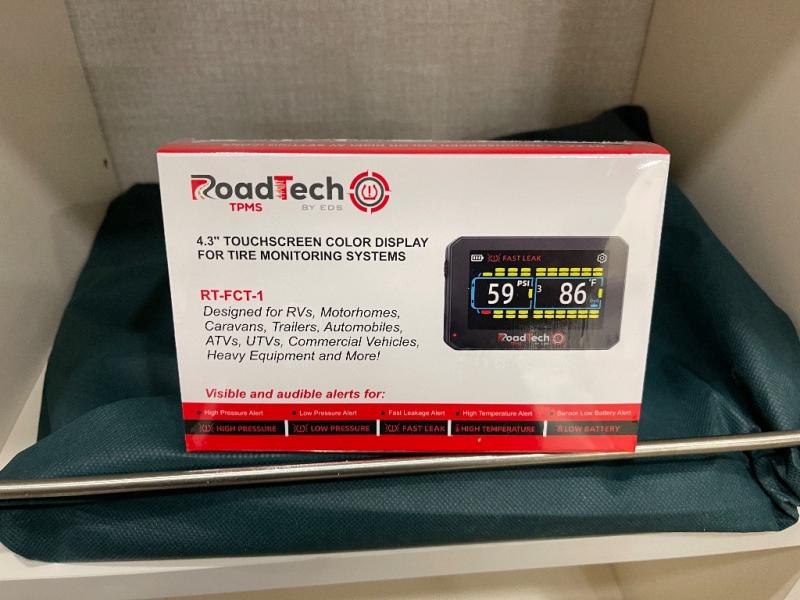 RoadTech
TPMS
BY EDS
4.3" TOUCHSCREEN COLOR DISPLAY
FOR TIRE MONITORING SYSTEMS
RT-FCT-1
Designed for RVs, Motorhomes,
Caravans, Trailers, Automobiles,
ATVs, UTVs, Commercial Vehicles,
Heavy Equipment and More!
FAST LEAK
59 PSI 3 86 °F
RoadTech
Visible and audible alerts for:
High Pressure Alert Low Pressure Alert Fast Leakage Alert High Temperature Alert Sensor Low Battery Alert
HIGH PRESSURE LOW PRESSURE FAST LEAK HIGH TEMPERATURE LOW BATTERY